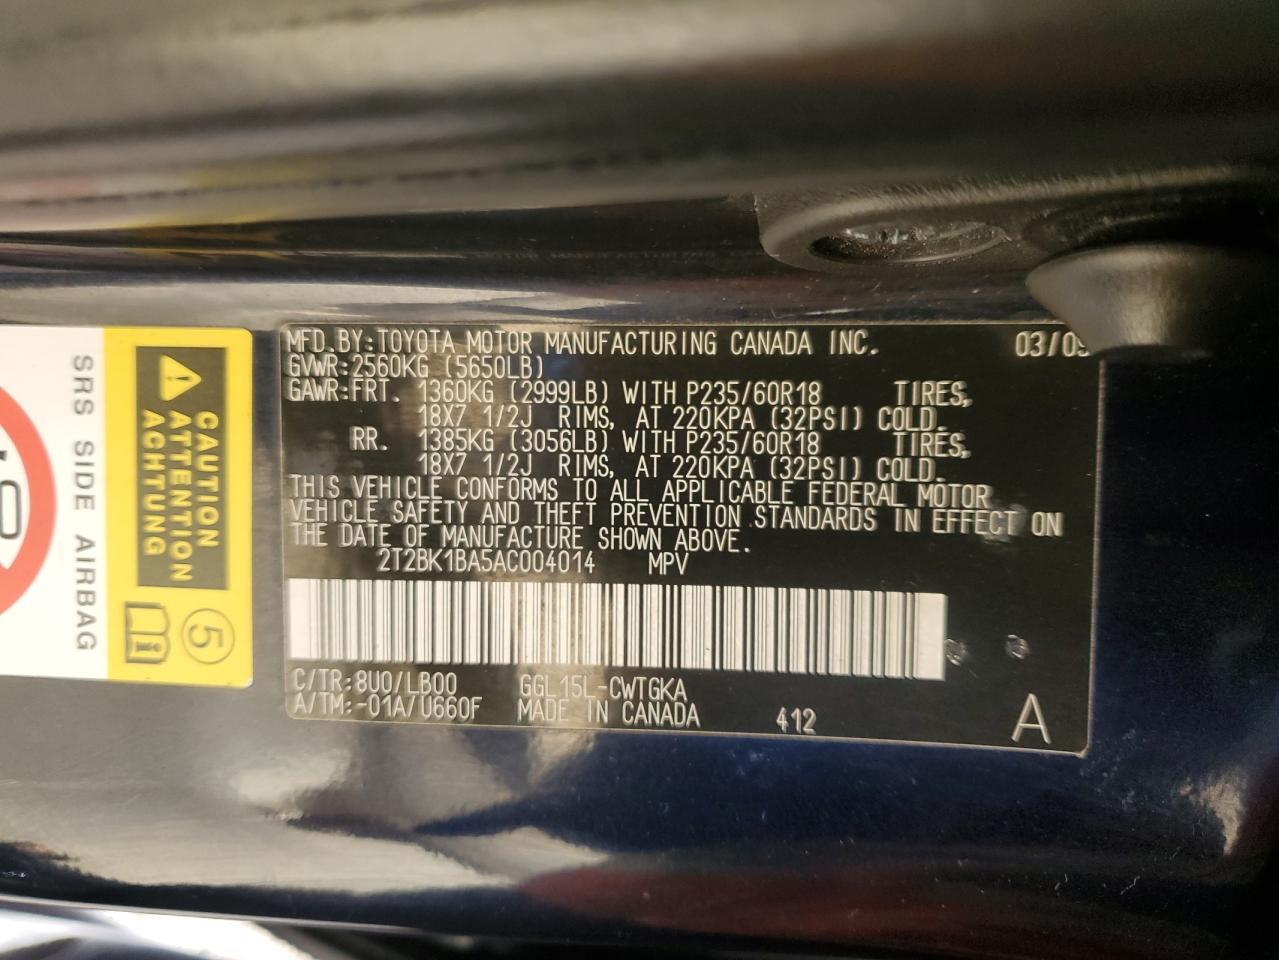 MFD.BY:TOYOTA MOTOR MANUFACTURING CANADA INC. 03/09
GVWR:2560KG (5650LB)
GAWR:FRT. 1360KG (2999LB) WITH P235/60R18 TIRES,
18X7 1/2J RIMS, AT 220KPA (32PSI) COLD.
RR. 1385KG (3056LB) WITH P235/60R18 TIRES,
18X7 1/2J RIMS, AT 220KPA (32PSI) COLD.
THIS VEHICLE CONFORMS TO ALL APPLICABLE FEDERAL MOTOR
VEHICLE SAFETY AND THEFT PREVENTION STANDARDS IN EFFECT ON
THE DATE OF MANUFACTURE SHOWN ABOVE.
2T2BK1BA5AC004014 MPV
C/TR:8U0/LB00 GGL15L-CWTGKA
A/TM:-01A/U660F MADE IN CANADA 412 A
CAUTION
ATTENTION
ACHTUNG
5
SRS SIDE AIRBAG